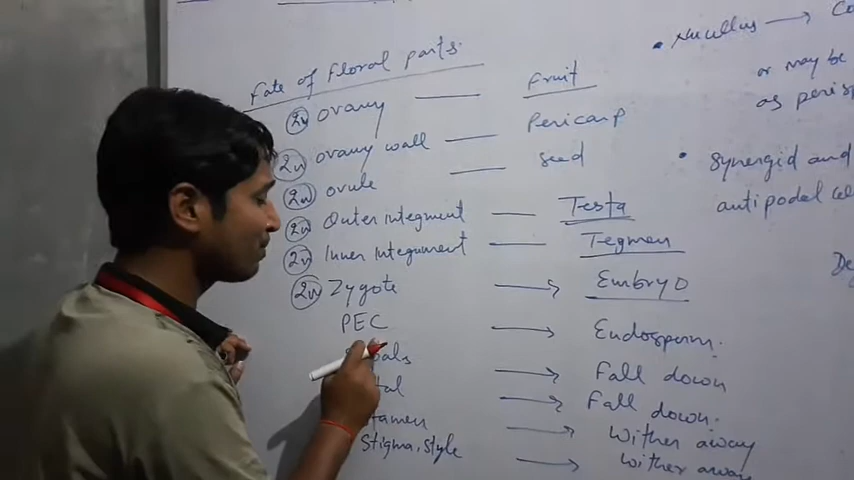 Fate of floral parts
2n ovary — fruit
2n ovary wall — pericarp
2n ovule — seed
2n Outer integument — Testa
2n Inner Integument — Tegmen
2n Zygote → Embryo
PEC → Endosperm
→ Fall down
→ Fall down
→ Wither away
Stigma, style → wither away
• Nucellus →
or may be
as
• Synergid and
antipodal